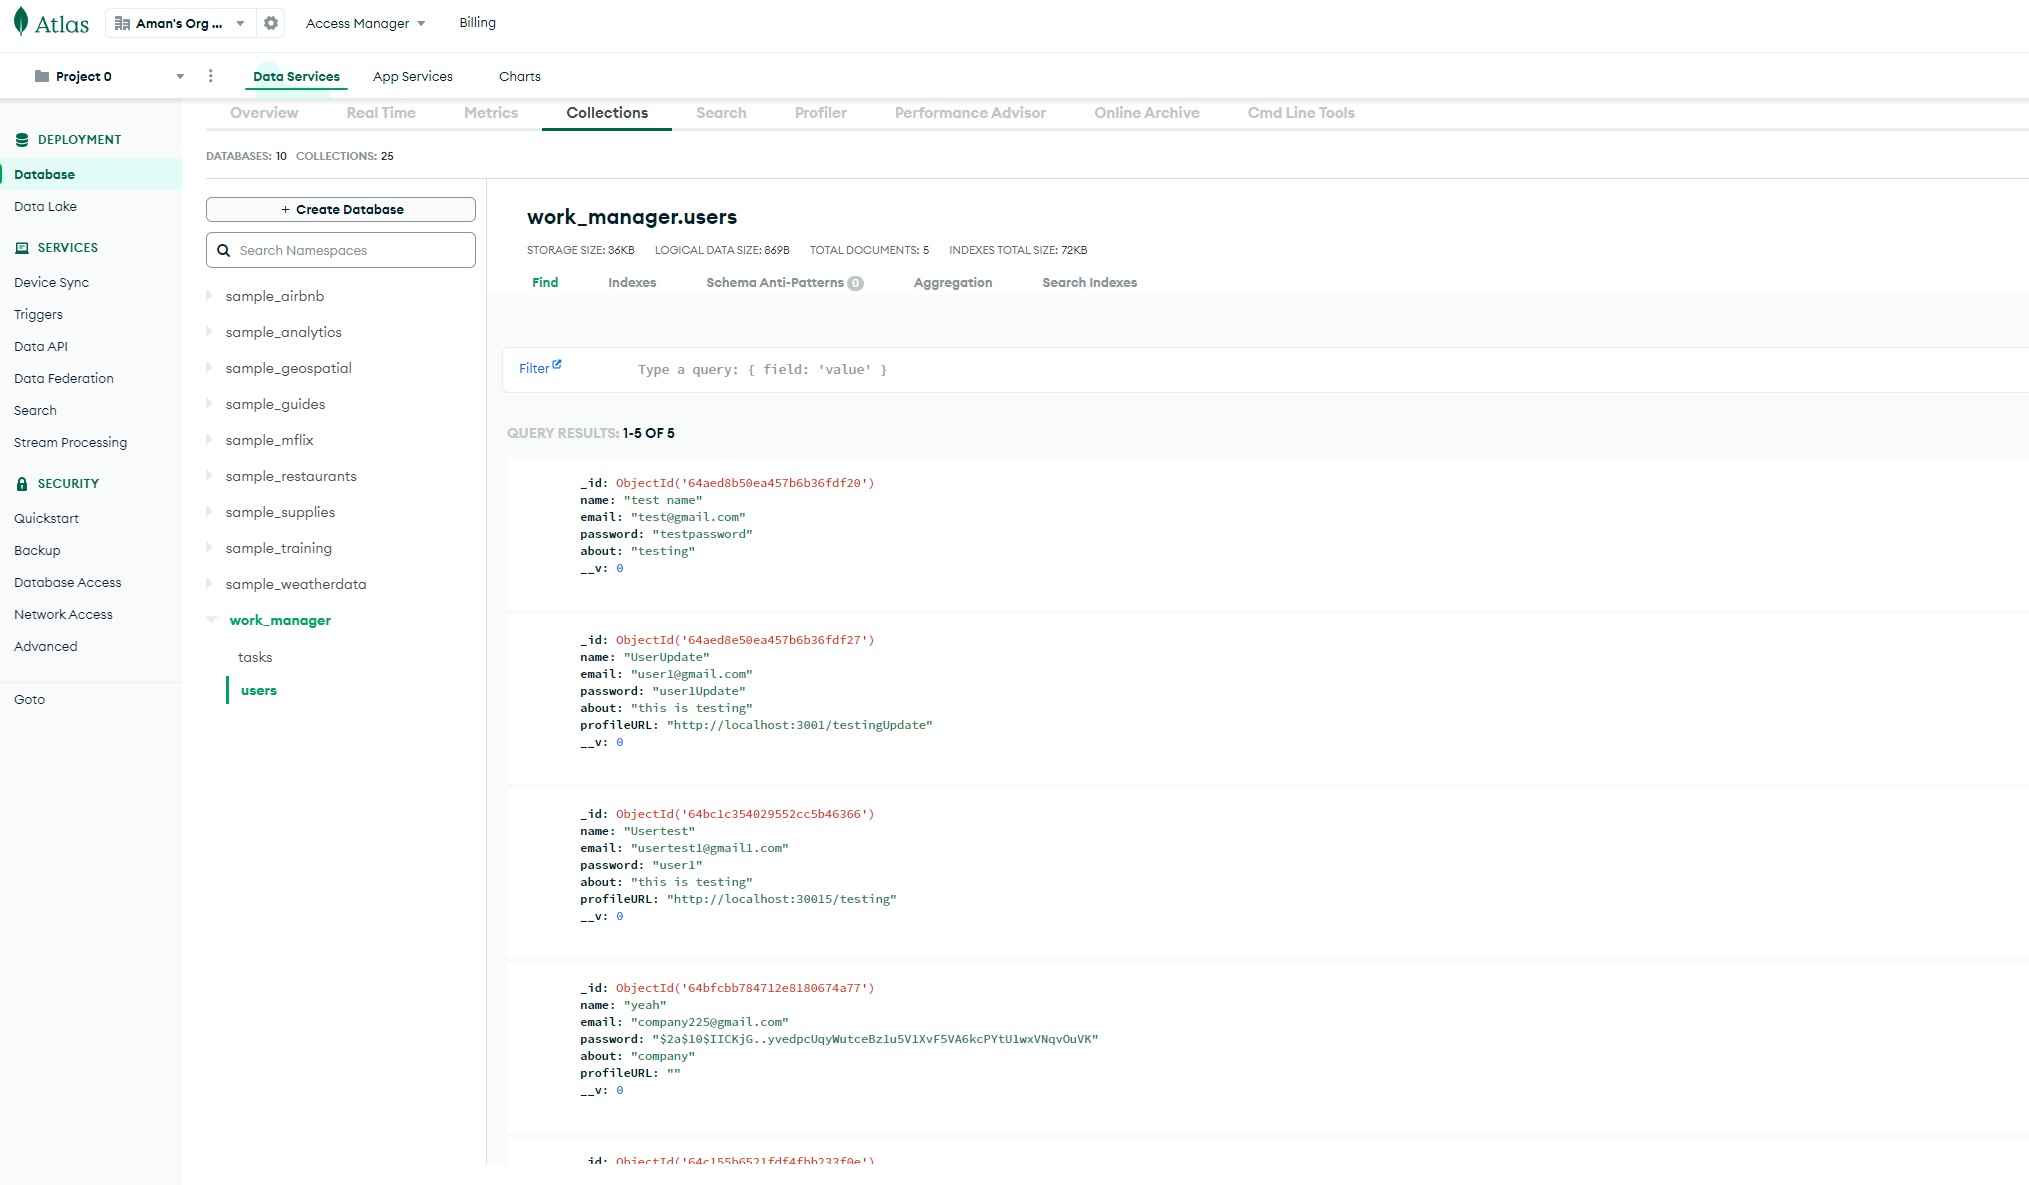 Atlas
Aman's Org ...
Access Manager
Billing
Project 0
Data Services
App Services
Charts
Overview
Real Time
Metrics
Collections
Search
Profiler
Performance Advisor
Online Archive
Cmd Line Tools
DEPLOYMENT
Database
Data Lake
SERVICES
Device Sync
Triggers
Data API
Data Federation
Search
Stream Processing
SECURITY
Quickstart
Backup
Database Access
Network Access
Advanced
Goto
DATABASES: 10 COLLECTIONS: 25
+ Create Database
Search Namespaces
sample_airbnb
sample_analytics
sample_geospatial
sample_guides
sample_mflix
sample_restaurants
sample_supplies
sample_training
sample_weatherdata
work_manager
tasks
users
work_manager.users
STORAGE SIZE: 36KB LOGICAL DATA SIZE: 869B TOTAL DOCUMENTS: 5 INDEXES TOTAL SIZE: 72KB
Find
Indexes
Schema Anti-Patterns 0
Aggregation
Search Indexes
Filter
Type a query: { field: 'value' }
QUERY RESULTS: 1-5 OF 5
_id: ObjectId('64aed8b50ea457b6b36fdf20')
name: "test name"
email: "test@gmail.com"
password: "testpassword"
about: "testing"
__v: 0
_id: ObjectId('64aed8e50ea457b6b36fdf27')
name: "UserUpdate"
email: "user1@gmail.com"
password: "user1Update"
about: "this is testing"
profileURL: "http://localhost:3001/testingUpdate"
__v: 0
_id: ObjectId('64bc1c354029552cc5b46366')
name: "Usertest"
email: "usertest1@gmail1.com"
password: "user1"
about: "this is testing"
profileURL: "http://localhost:30015/testing"
__v: 0
_id: ObjectId('64bfcbb784712e8180674a77')
name: "yeah"
email: "company225@gmail.com"
password: "$2a$10$IICKjG..yvedpcUqyWutceBz1u5V1XvF5VA6kcPYtU1wxVNqvOuVK"
about: "company"
profileURL: ""
__v: 0
_id: ObjectId('64c155b6521fdf4fbb233f0e')